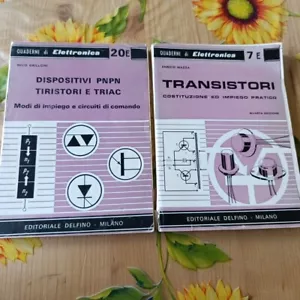 QUADERNI DI Elettronica 20E
DISPOSITIVI PNPN
TIRISTORI E TRIAC
Modi di impiego e circuiti di comando
EDITORIALE DELFINO - MILANO
QUADERNI DI Elettronica 7E
TRANSISTORI
COSTITUZIONE ED IMPIEGO PRATICO
EDITORIALE DELFINO - MILANO